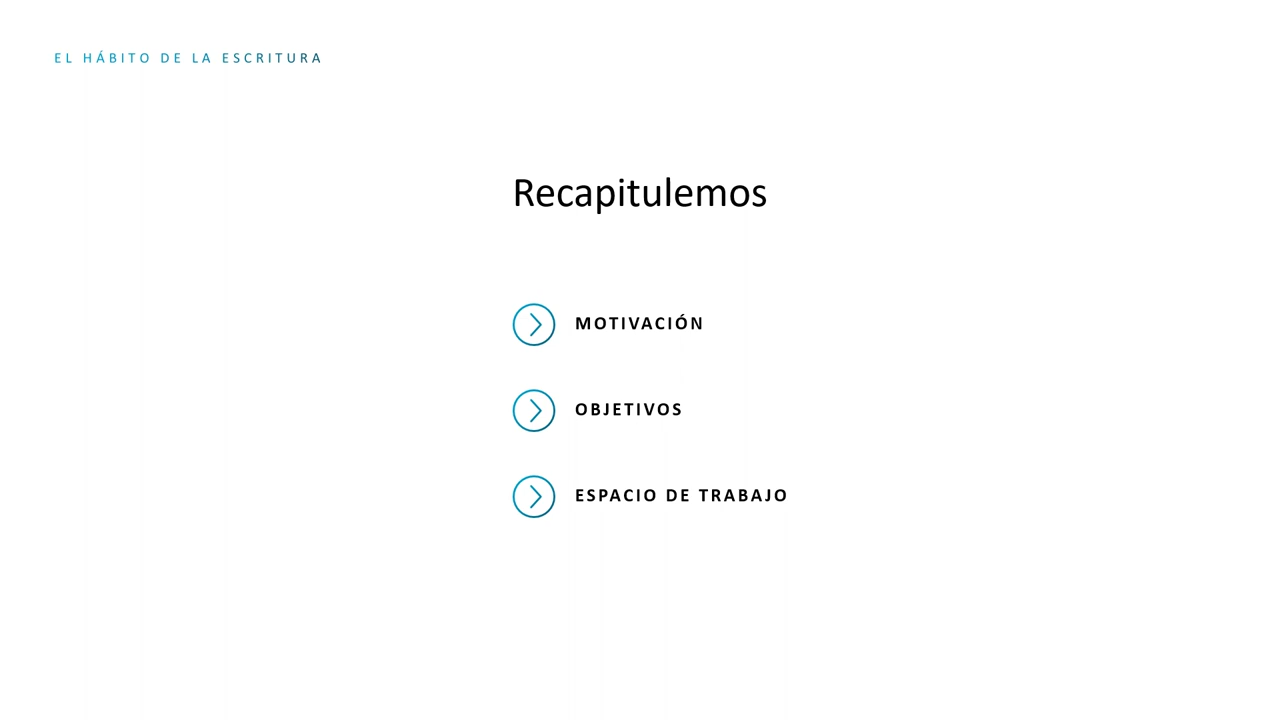 EL HÁBITO DE LA ESCRITURA
Recapitulemos
MOTIVACIÓN
OBJETIVOS
ESPACIO DE TRABAJO